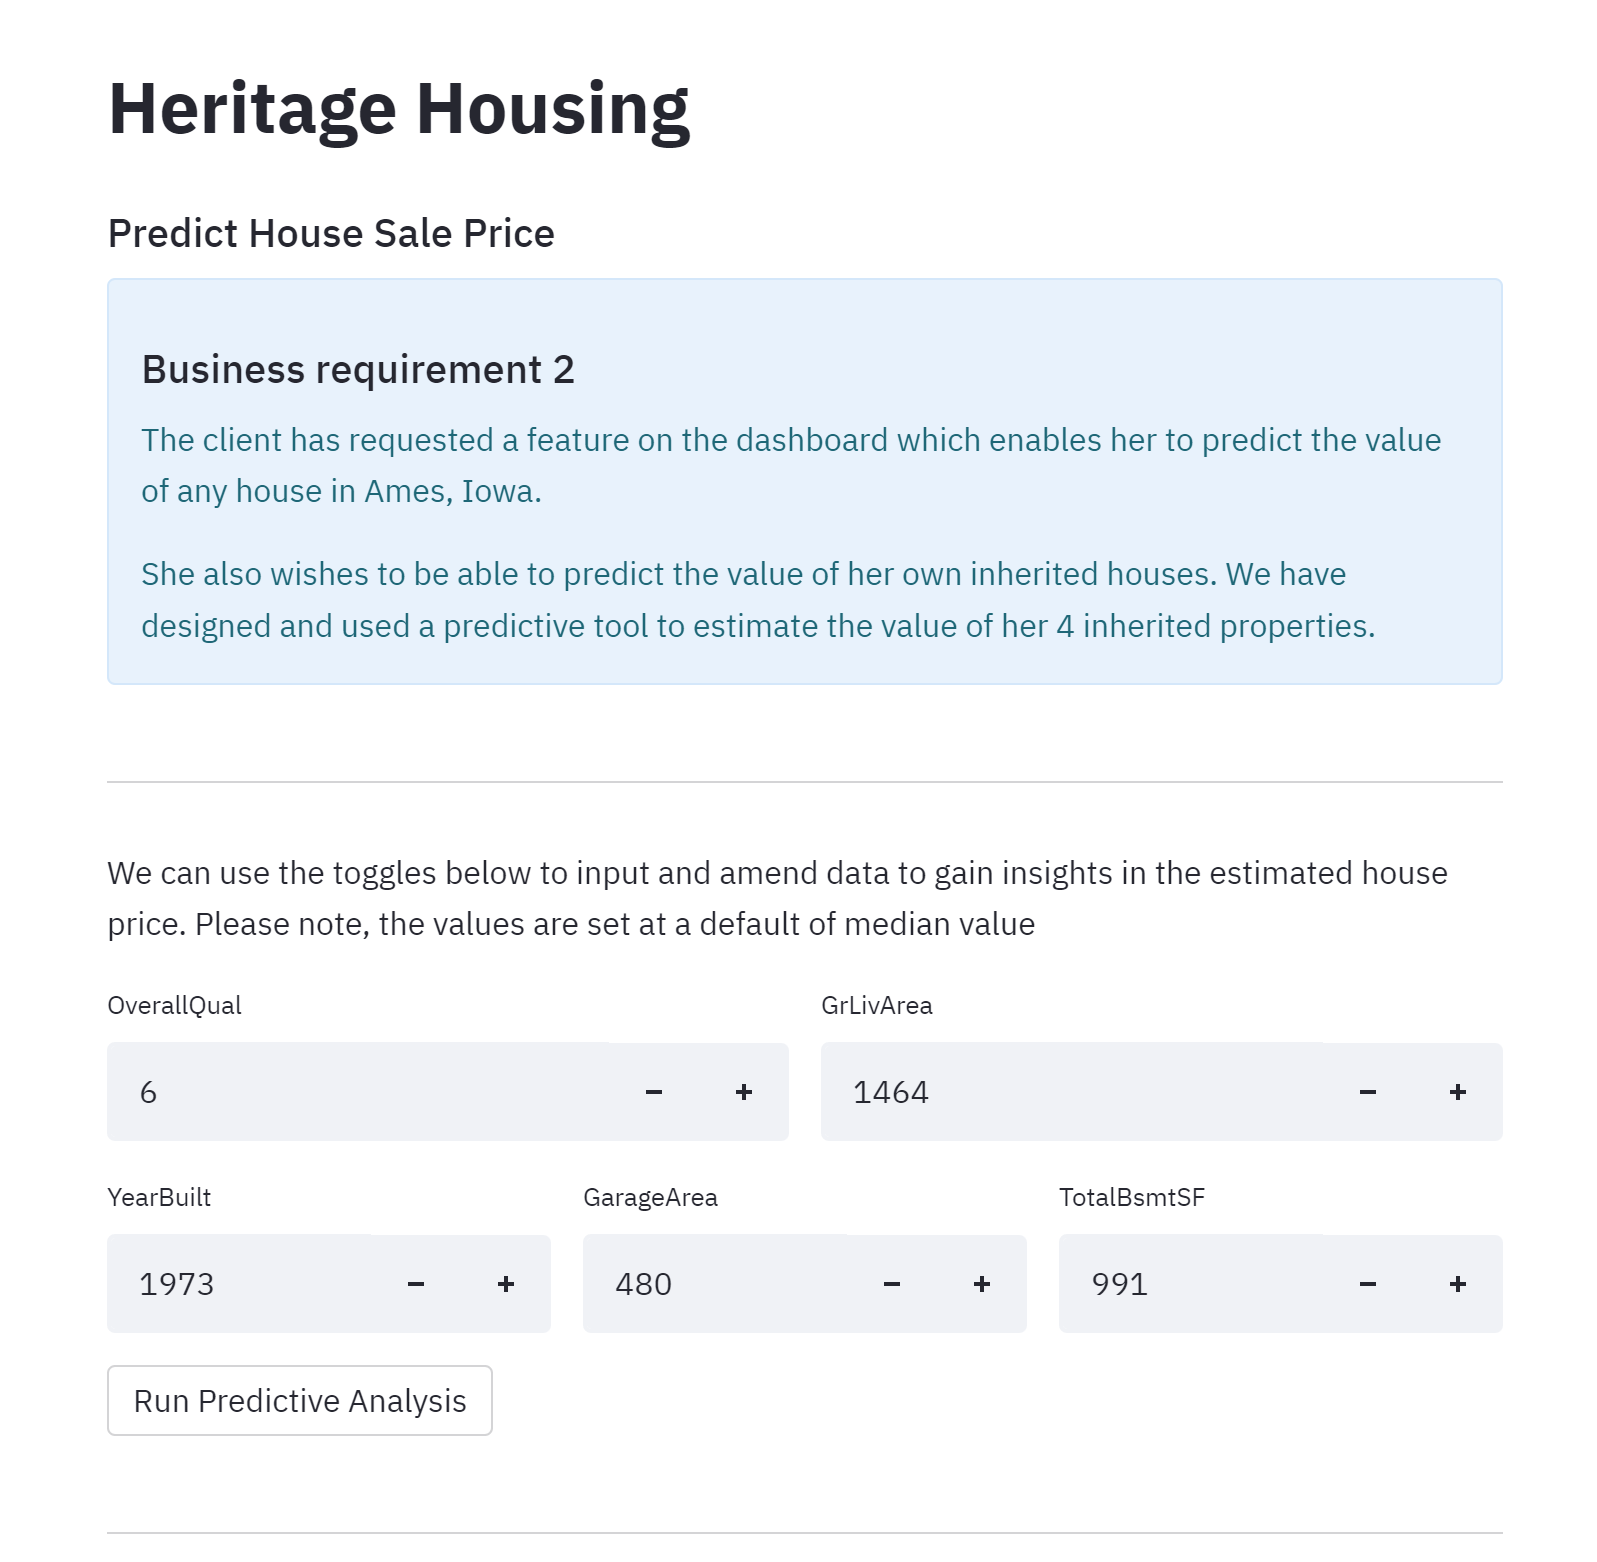 Heritage Housing
Predict House Sale Price
Business requirement 2
The client has requested a feature on the dashboard which enables her to predict the value
of any house in Ames, Iowa.
She also wishes to be able to predict the value of her own inherited houses. We have
designed and used a predictive tool to estimate the value of her 4 inherited properties.
We can use the toggles below to input and amend data to gain insights in the estimated house
price. Please note, the values are set at a default of median value
OverallQual
GrLivArea
6 − +
1464 − +
YearBuilt
GarageArea
TotalBsmtSF
1973 − +
480 − +
991 − +
Run Predictive Analysis